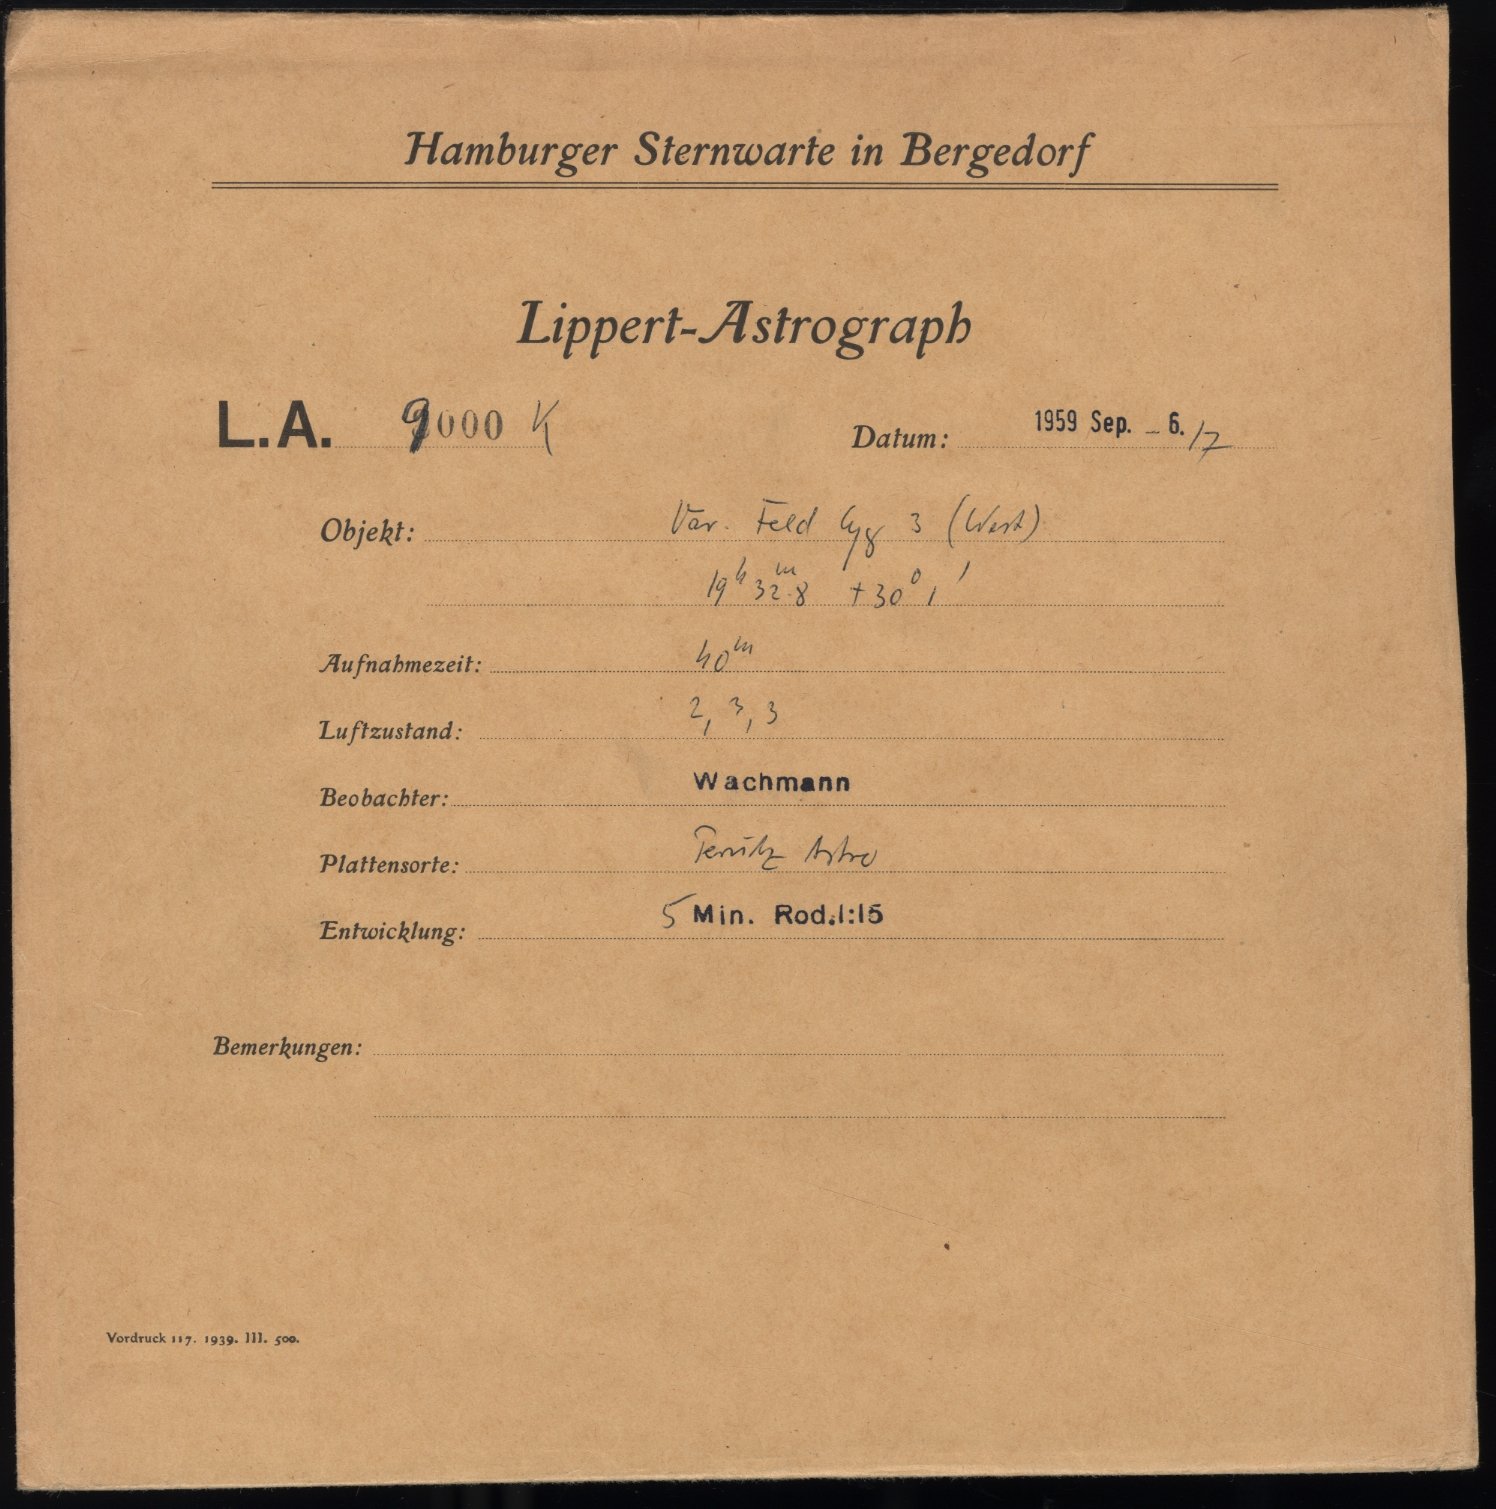 Hamburger Sternwarte in Bergedorf
Lippert-Astrograph
L.A. 9000 K Datum: 1959 Sep. - 6./7
Objekt: Var. Feld Cyg 3 (West)
19ʰ 32ᵐ.8 +30° 1'
Aufnahmezeit: 40ᵐ
Luftzustand: 2, 3, 3
Beobachter: Wachmann
Plattensorte: Perutz Astro
Entwicklung: 5 Min. Rod.1:15
Bemerkungen:
Vordruck 117. 1939. III. 500.